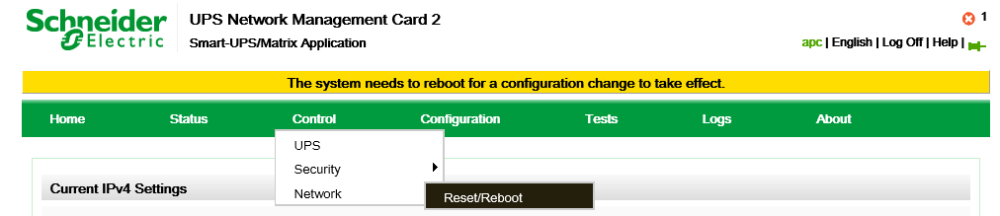 Schneider Electric
UPS Network Management Card 2
Smart-UPS/Matrix Application
1
apc | English | Log Off | Help |
The system needs to reboot for a configuration change to take effect.
Home Status Control Configuration Tests Logs About
UPS
Security
Network
Reset/Reboot
Current IPv4 Settings